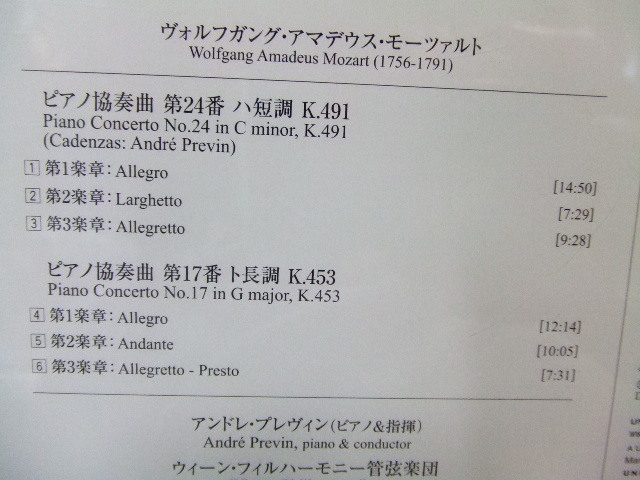 ヴォルフガング・アマデウス・モーツァルト
Wolfgang Amadeus Mozart (1756-1791)
ピアノ協奏曲 第24番 ハ短調 K.491
Piano Concerto No.24 in C minor, K.491
(Cadenzas: André Previn)
1 第1楽章: Allegro [14:50]
2 第2楽章: Larghetto [7:29]
3 第3楽章: Allegretto [9:28]
ピアノ協奏曲 第17番 ト長調 K.453
Piano Concerto No.17 in G major, K.453
4 第1楽章: Allegro [12:14]
5 第2楽章: Andante [10:05]
6 第3楽章: Allegretto - Presto [7:31]
アンドレ・プレヴィン(ピアノ&指揮)
André Previn, piano & conductor
ウィーン・フィルハーモニー管弦楽団